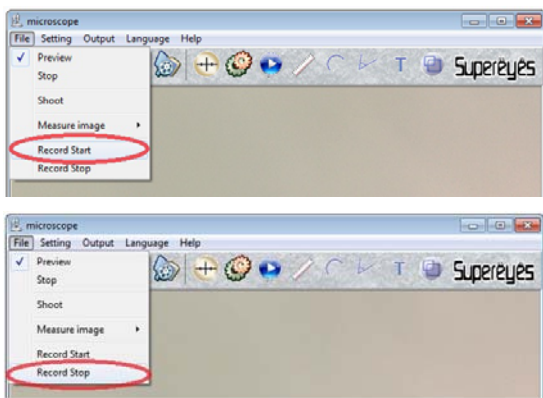 microscope
File Setting Output Language Help
Preview
Stop
Shoot
Measure image
Record Start
Record Stop
T Supereyes
microscope
File Setting Output Language Help
Preview
Stop
Shoot
Measure image
Record Start
Record Stop
T Supereyes